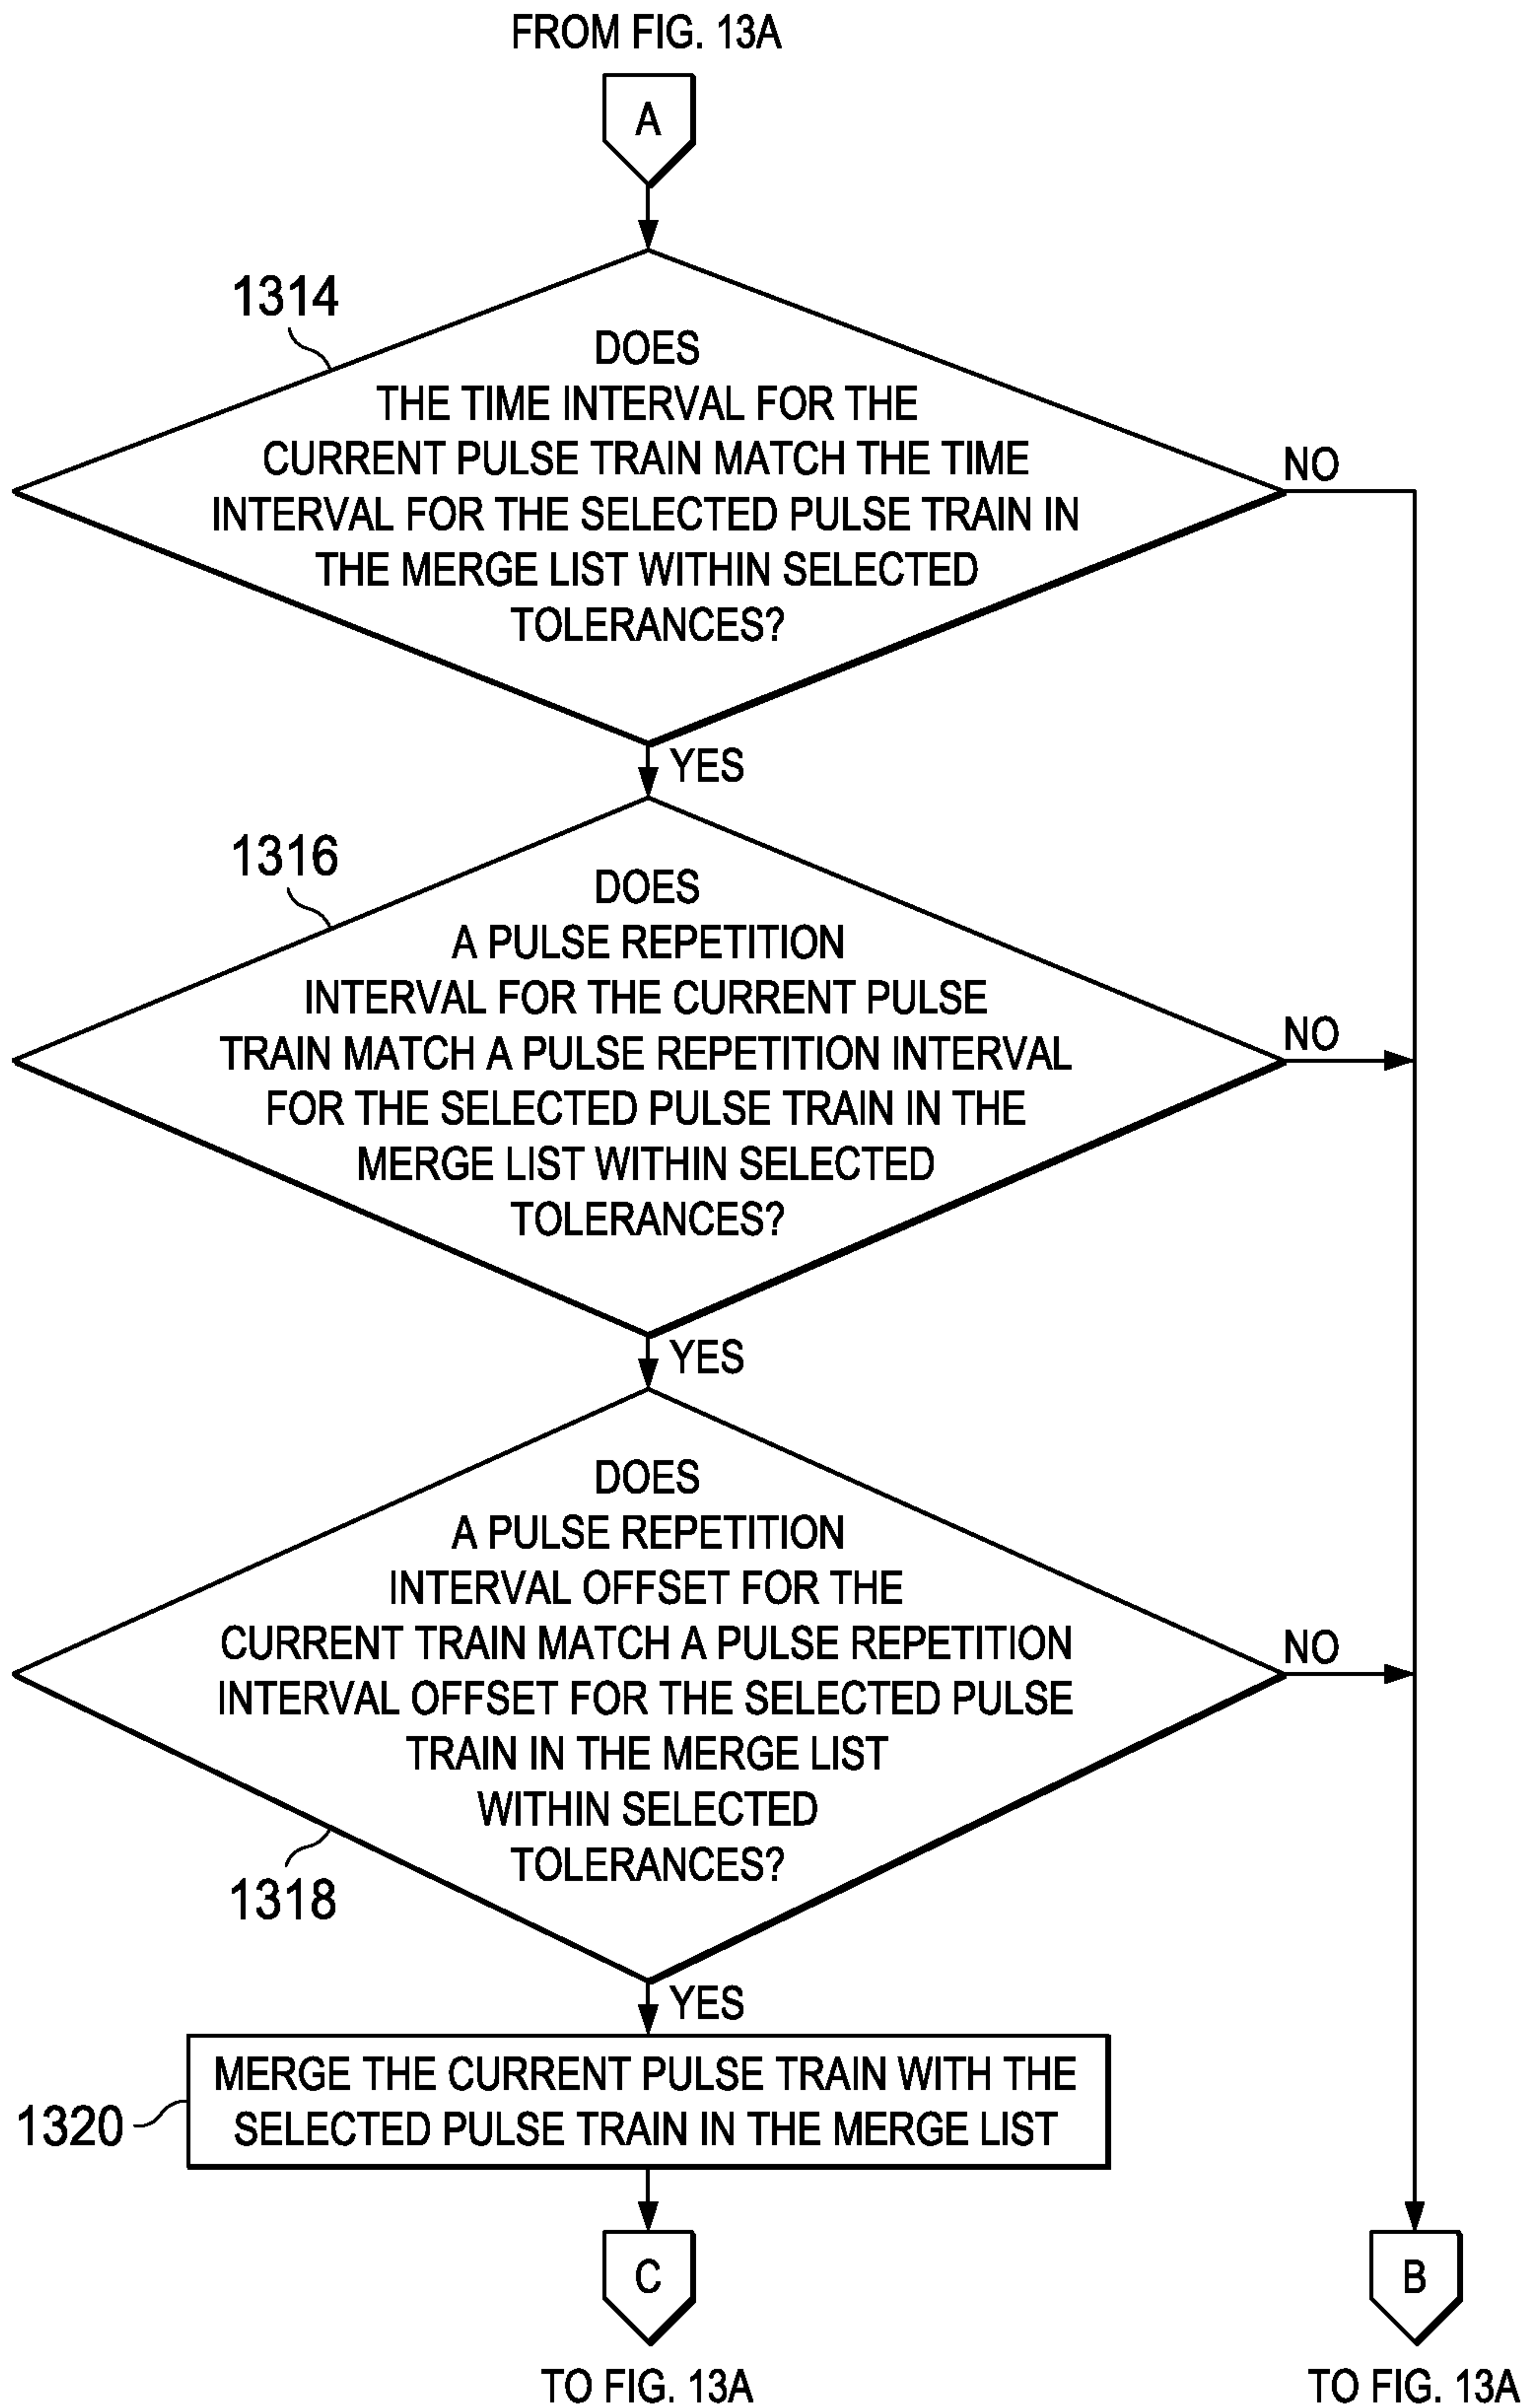 FROM FIG. 13A
A
1314
DOES
THE TIME INTERVAL FOR THE
CURRENT PULSE TRAIN MATCH THE TIME
INTERVAL FOR THE SELECTED PULSE TRAIN IN
THE MERGE LIST WITHIN SELECTED
TOLERANCES?
NO
YES
1316
DOES
A PULSE REPETITION
INTERVAL FOR THE CURRENT PULSE
TRAIN MATCH A PULSE REPETITION INTERVAL
FOR THE SELECTED PULSE TRAIN IN THE
MERGE LIST WITHIN SELECTED
TOLERANCES?
NO
YES
DOES
A PULSE REPETITION
INTERVAL OFFSET FOR THE
CURRENT TRAIN MATCH A PULSE REPETITION
INTERVAL OFFSET FOR THE SELECTED PULSE
TRAIN IN THE MERGE LIST
WITHIN SELECTED
TOLERANCES?
NO
1318
YES
MERGE THE CURRENT PULSE TRAIN WITH THE
SELECTED PULSE TRAIN IN THE MERGE LIST
1320
C
B
TO FIG. 13A
TO FIG. 13A